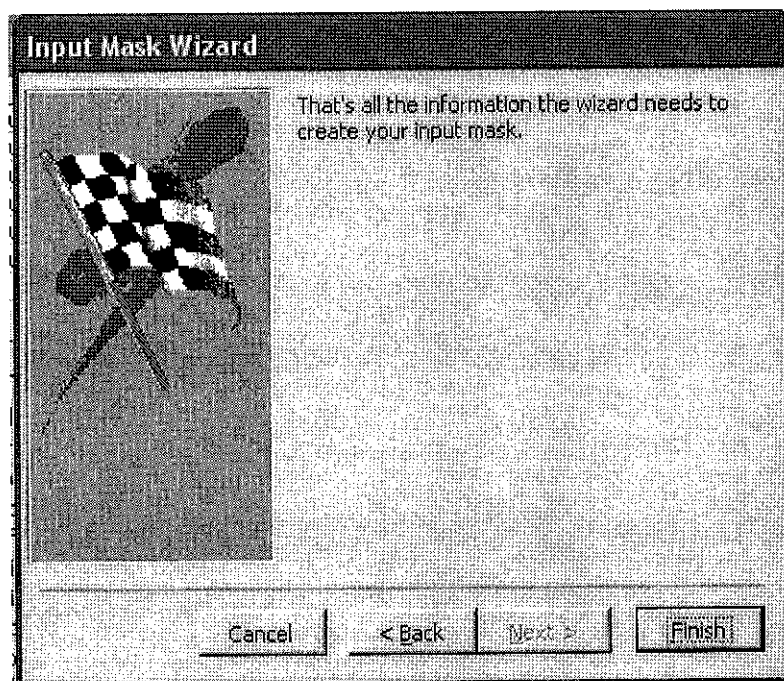 Input Mask Wizard
That's all the information the wizard needs to
create your input mask.
Cancel
< Back
Next >
Finish